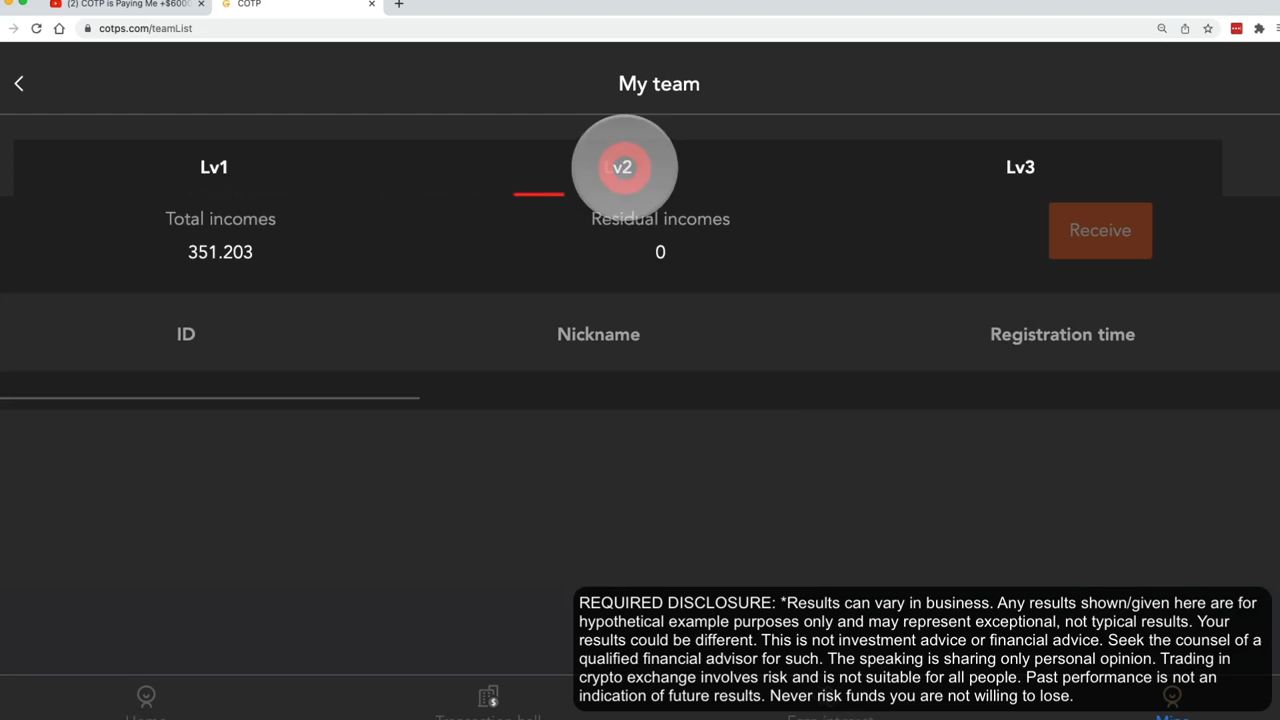 (2) COTP is Paying Me +$600
COTP
cotps.com/teamList
My team
Lv1
Lv2
Lv3
Total incomes
Residual incomes
Receive
351.203
0
ID
Nickname
Registration time
REQUIRED DISCLOSURE: *Results can vary in business. Any results shown/given here are for
hypothetical example purposes only and may represent exceptional, not typical results. Your
results could be different. This is not investment advice or financial advice. Seek the counsel of a
qualified financial advisor for such. The speaking is sharing only personal opinion. Trading in
crypto exchange involves risk and is not suitable for all people. Past performance is not an
indication of future results. Never risk funds you are not willing to lose.
Home
Transaction hall
Mine